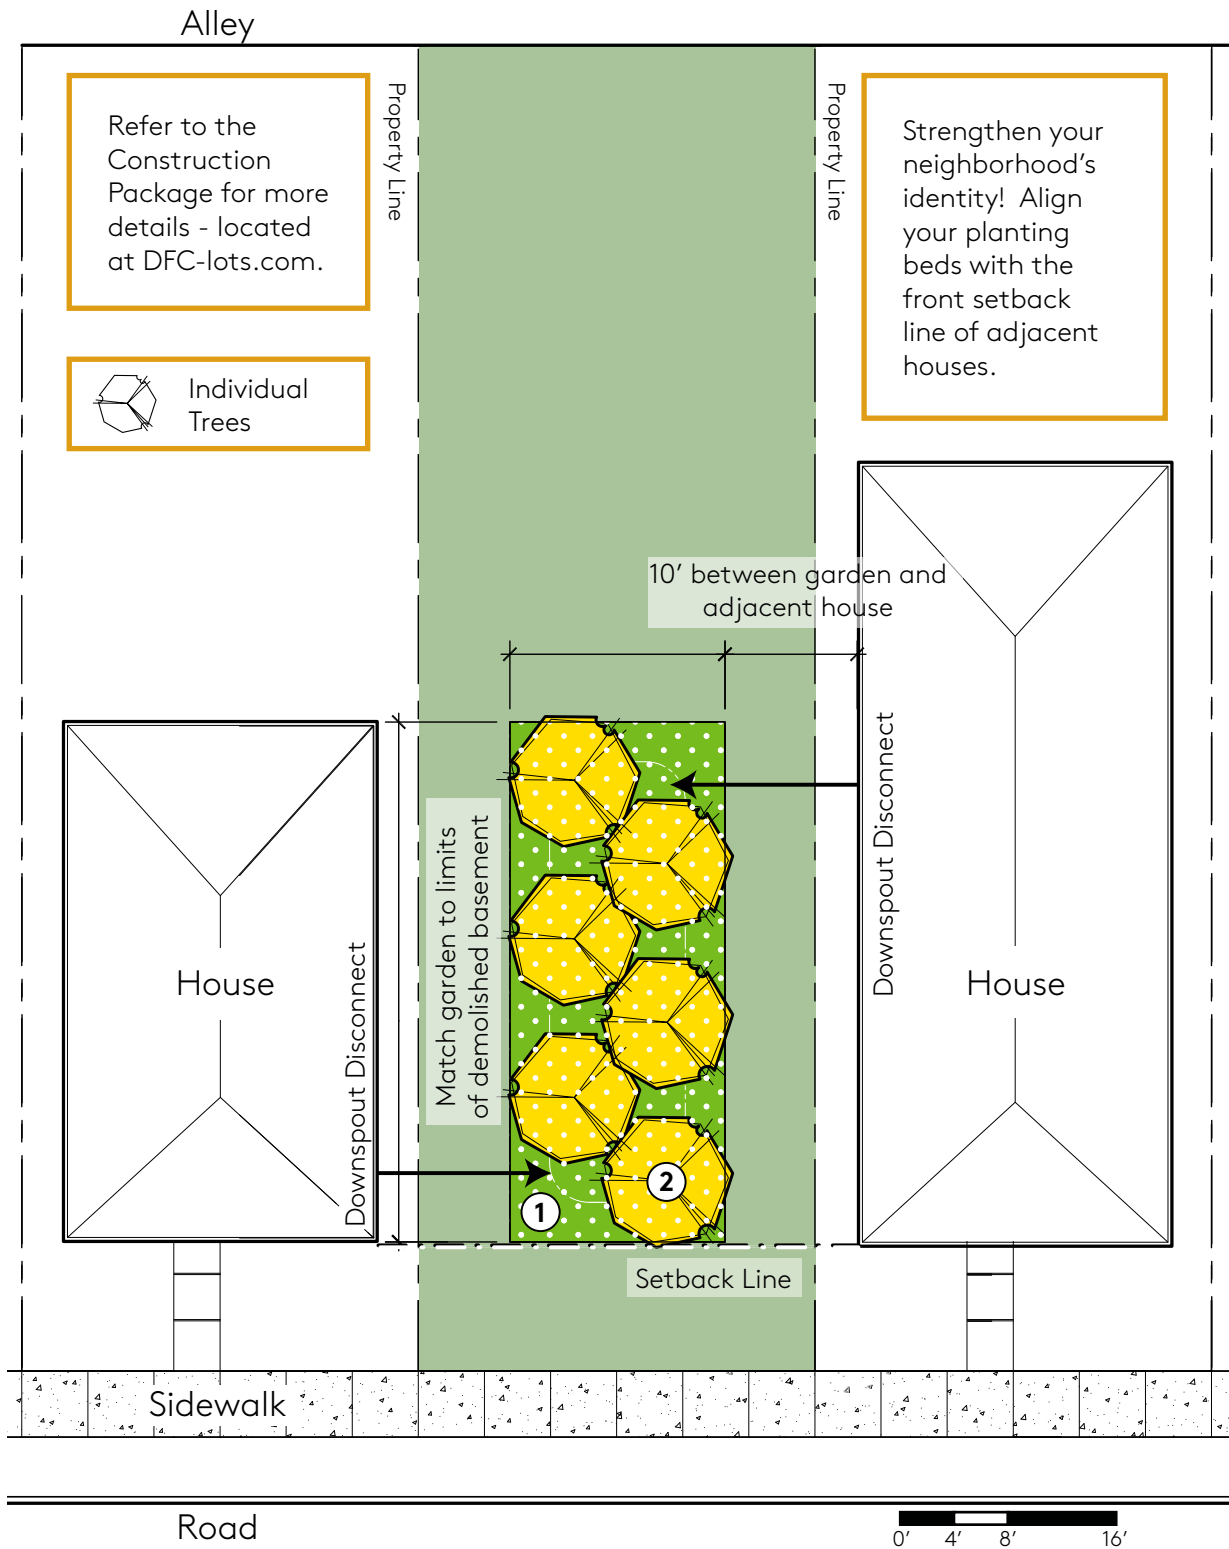 Alley
Refer to the
Construction
Package for more
details - located
at DFC-lots.com.
Property Line
Property Line
Strengthen your
neighborhood's
identity!  Align
your planting
beds with the
front setback
line of adjacent
houses.
Individual
Trees
10' between garden and
adjacent house
Match garden to limits
of demolished basement
Downspout Disconnect
Downspout Disconnect
House
House
1
2
Setback Line
Sidewalk
Road
0' 4' 8' 16'